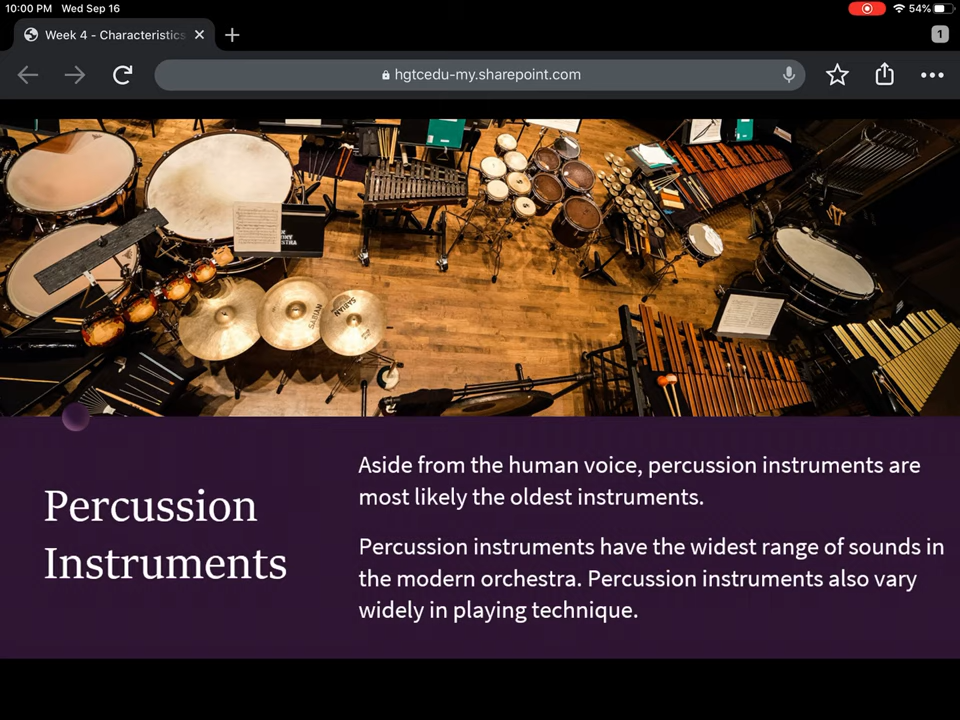 10:00 PM Wed Sep 16
54%
Week 4 - Characteristics
1
hgtcedu-my.sharepoint.com
SABIAN
SABIAN
Percussion
Instruments
Aside from the human voice, percussion instruments are
most likely the oldest instruments.
Percussion instruments have the widest range of sounds in
the modern orchestra. Percussion instruments also vary
widely in playing technique.